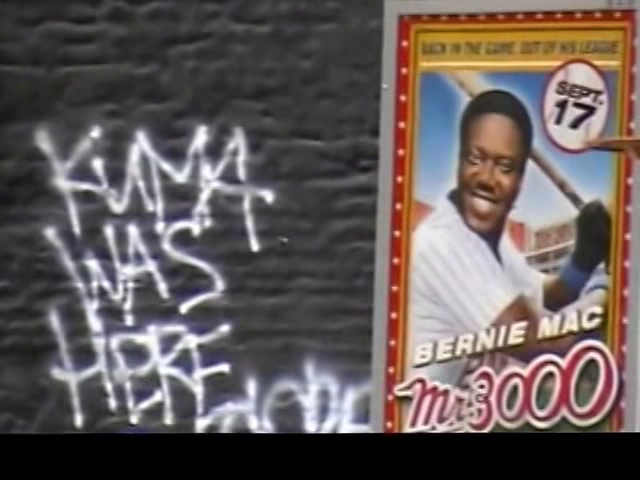 KUMA
WAS
HERE
BACK IN THE GAME. OUT OF HIS LEAGUE
SEPT.
17
BERNIE MAC
Mr. 3000